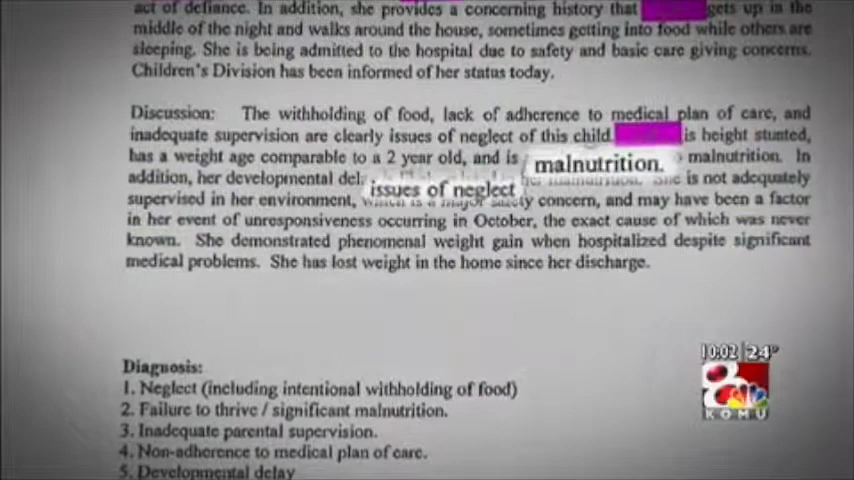 act of defiance. In addition, she provides a concerning history that gets up in the
middle of the night and walks around the house, sometimes getting into food while others are
sleeping. She is being admitted to the hospital due to safety and basic care giving concerns.
Children's Division has been informed of her status today.
Discussion: The withholding of food, lack of adherence to medical plan of care, and
inadequate supervision are clearly issues of neglect of this child. is height stunted,
has a weight age comparable to a 2 year old, and is malnutrition. malnutrition. In
addition, her developmental She is not adequately
issues of neglect
supervised in her environment, which is a major safety concern, and may have been a factor
in her event of unresponsiveness occurring in October, the exact cause of which was never
known. She demonstrated phenomenal weight gain when hospitalized despite significant
medical problems. She has lost weight in the home since her discharge.
Diagnosis:
1. Neglect (including intentional withholding of food)
2. Failure to thrive / significant malnutrition.
3. Inadequate parental supervision.
4. Non-adherence to medical plan of care.
5. Developmental delay
10:02 24°
8
KOMU